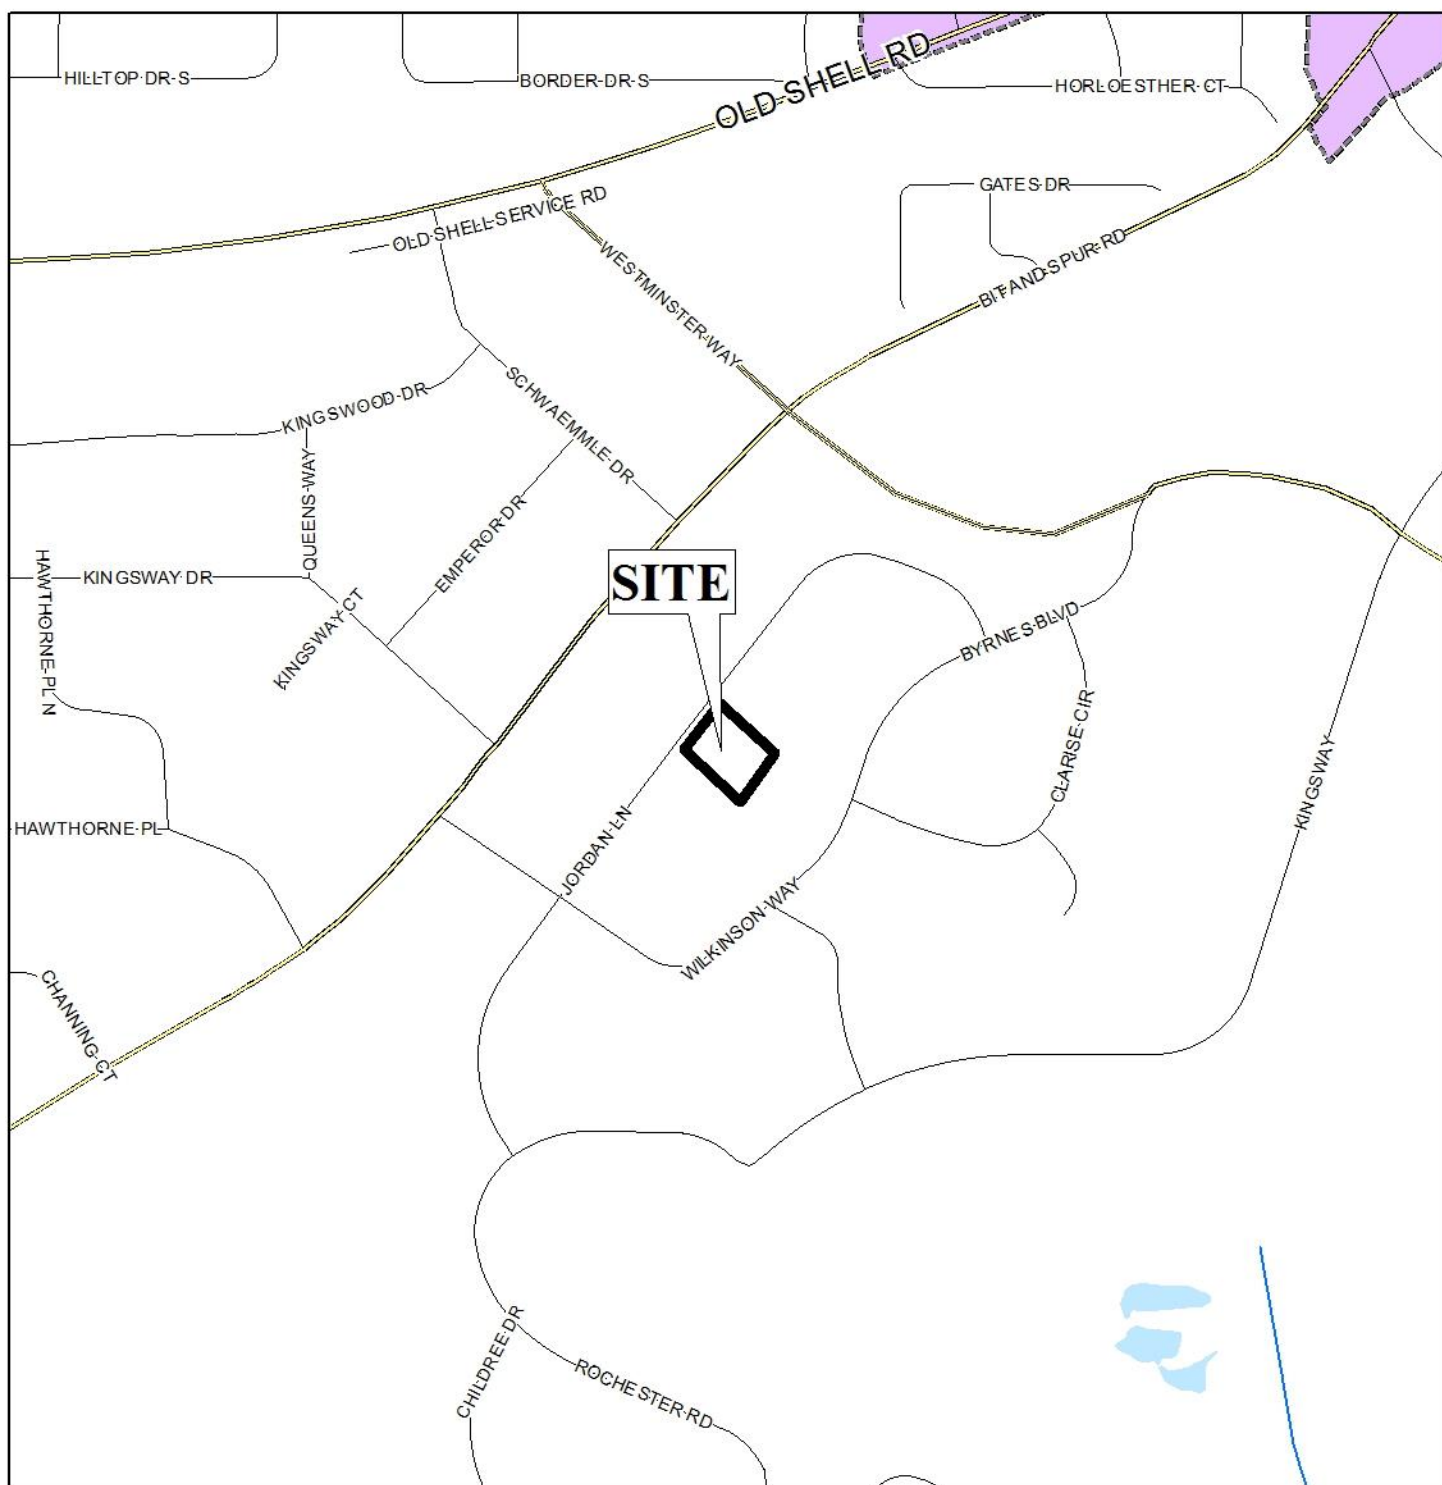 HILLTOP DR S
BORDER DR S
OLD SHELL RD
HORLOESTHER CT
GATES DR
OLD SHELL SERVICE RD
WESTMINSTER WAY
BIT AND SPUR RD
KINGSWOOD DR
SCHWAEMMLE DR
QUEENS WAY
EMPEROR DR
HAWTHORNE PL N
KINGSWAY DR
KINGSWAY CT
SITE
BYRNES BLVD
CLARISE CIR
KINGSWAY
HAWTHORNE PL
JORDAN LN
WILKINSON WAY
CHANNING CT
CHILDREE DR
ROCHESTER RD